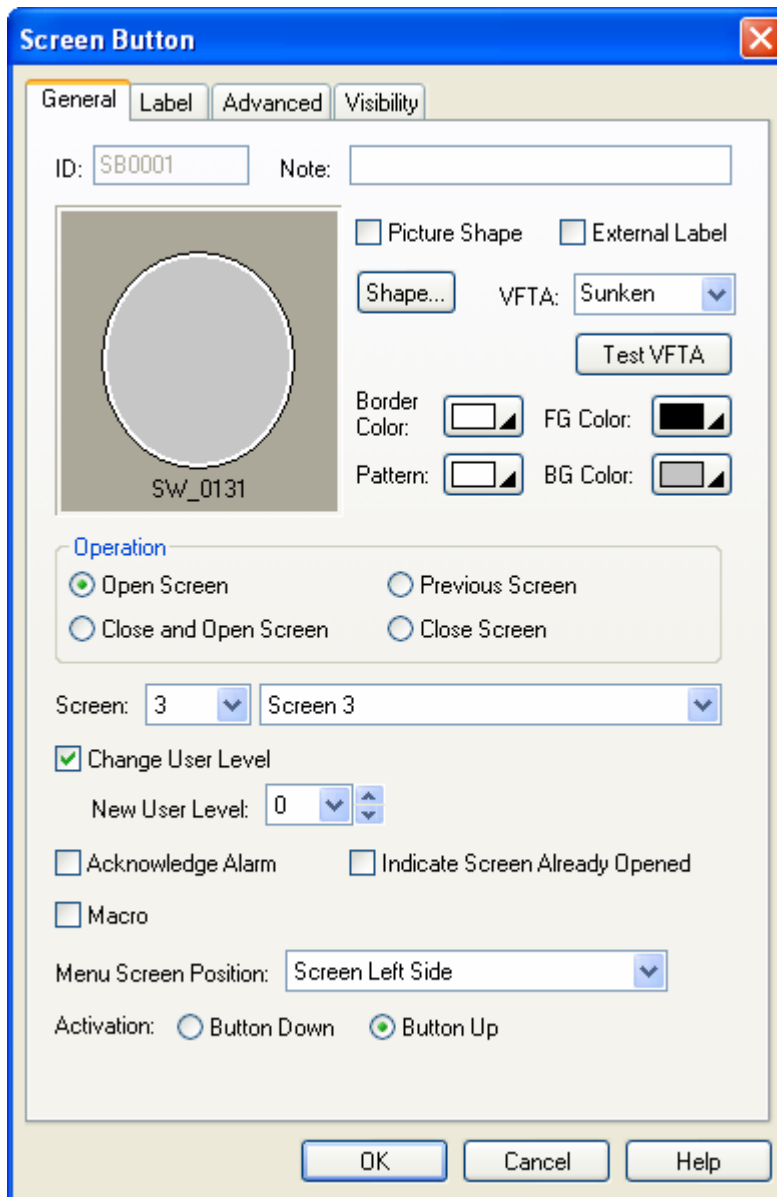 Screen Button
General Label Advanced Visibility
ID: SB0001 Note:
Picture Shape External Label
Shape... VFTA: Sunken
Test VFTA
Border Color: FG Color:
Pattern: BG Color:
SW_0131
Operation
Open Screen Previous Screen
Close and Open Screen Close Screen
Screen: 3 Screen 3
Change User Level
New User Level: 0
Acknowledge Alarm Indicate Screen Already Opened
Macro
Menu Screen Position: Screen Left Side
Activation: Button Down Button Up
OK Cancel Help